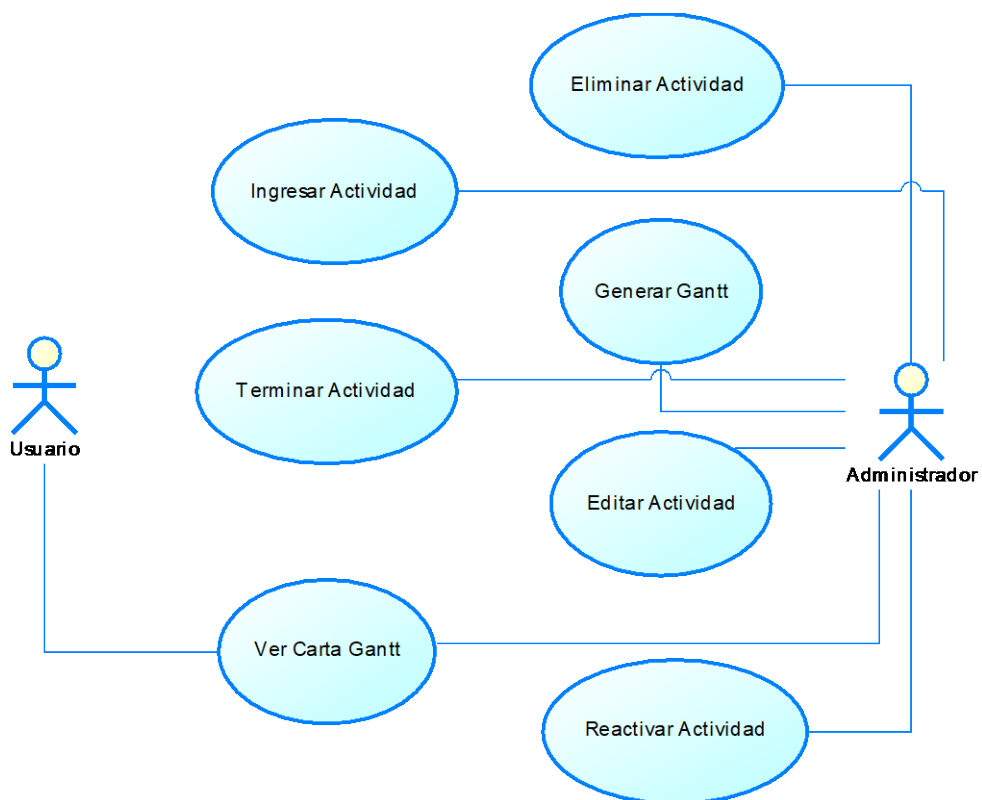 Eliminar Actividad
Ingresar Actividad
Generar Gantt
Terminar Actividad
Usuario
Administrador
Editar Actividad
Ver Carta Gantt
Reactivar Actividad